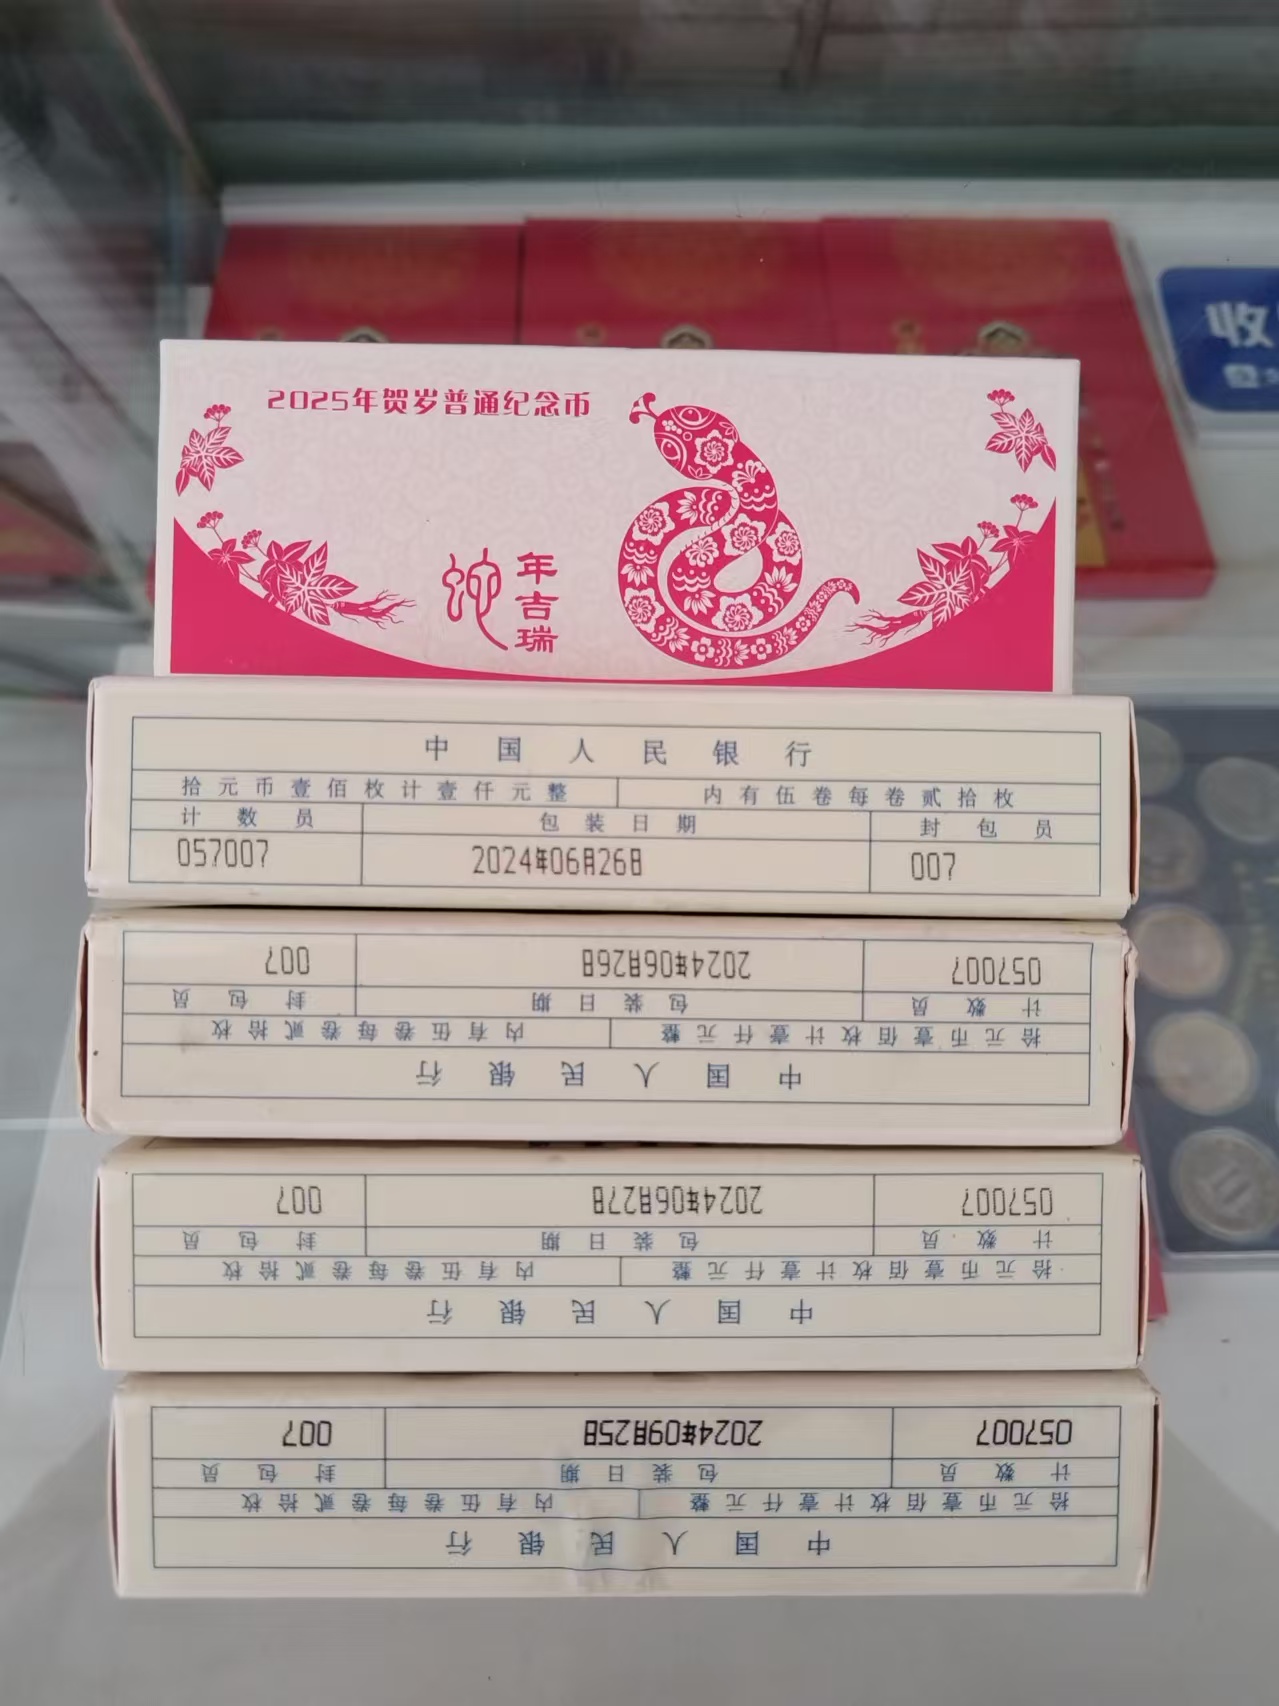 2025年贺岁普通纪念币
蛇年吉瑞
中国人民银行
拾元币壹佰枚计壹仟元整 内有伍卷每卷贰拾枚
计数员 包装日期 封包员
057007 2024年06月26日 007
中国人民银行
拾元币壹佰枚计壹仟元整 内有伍卷每卷贰拾枚
计数员 包装日期 封包员
057007 2024年06月26日 007
中国人民银行
拾元币壹佰枚计壹仟元整 内有伍卷每卷贰拾枚
计数员 包装日期 封包员
057007 2024年06月27日 007
中国人民银行
拾元币壹佰枚计壹仟元整 内有伍卷每卷贰拾枚
计数员 包装日期 封包员
057007 2024年09月25日 007
收